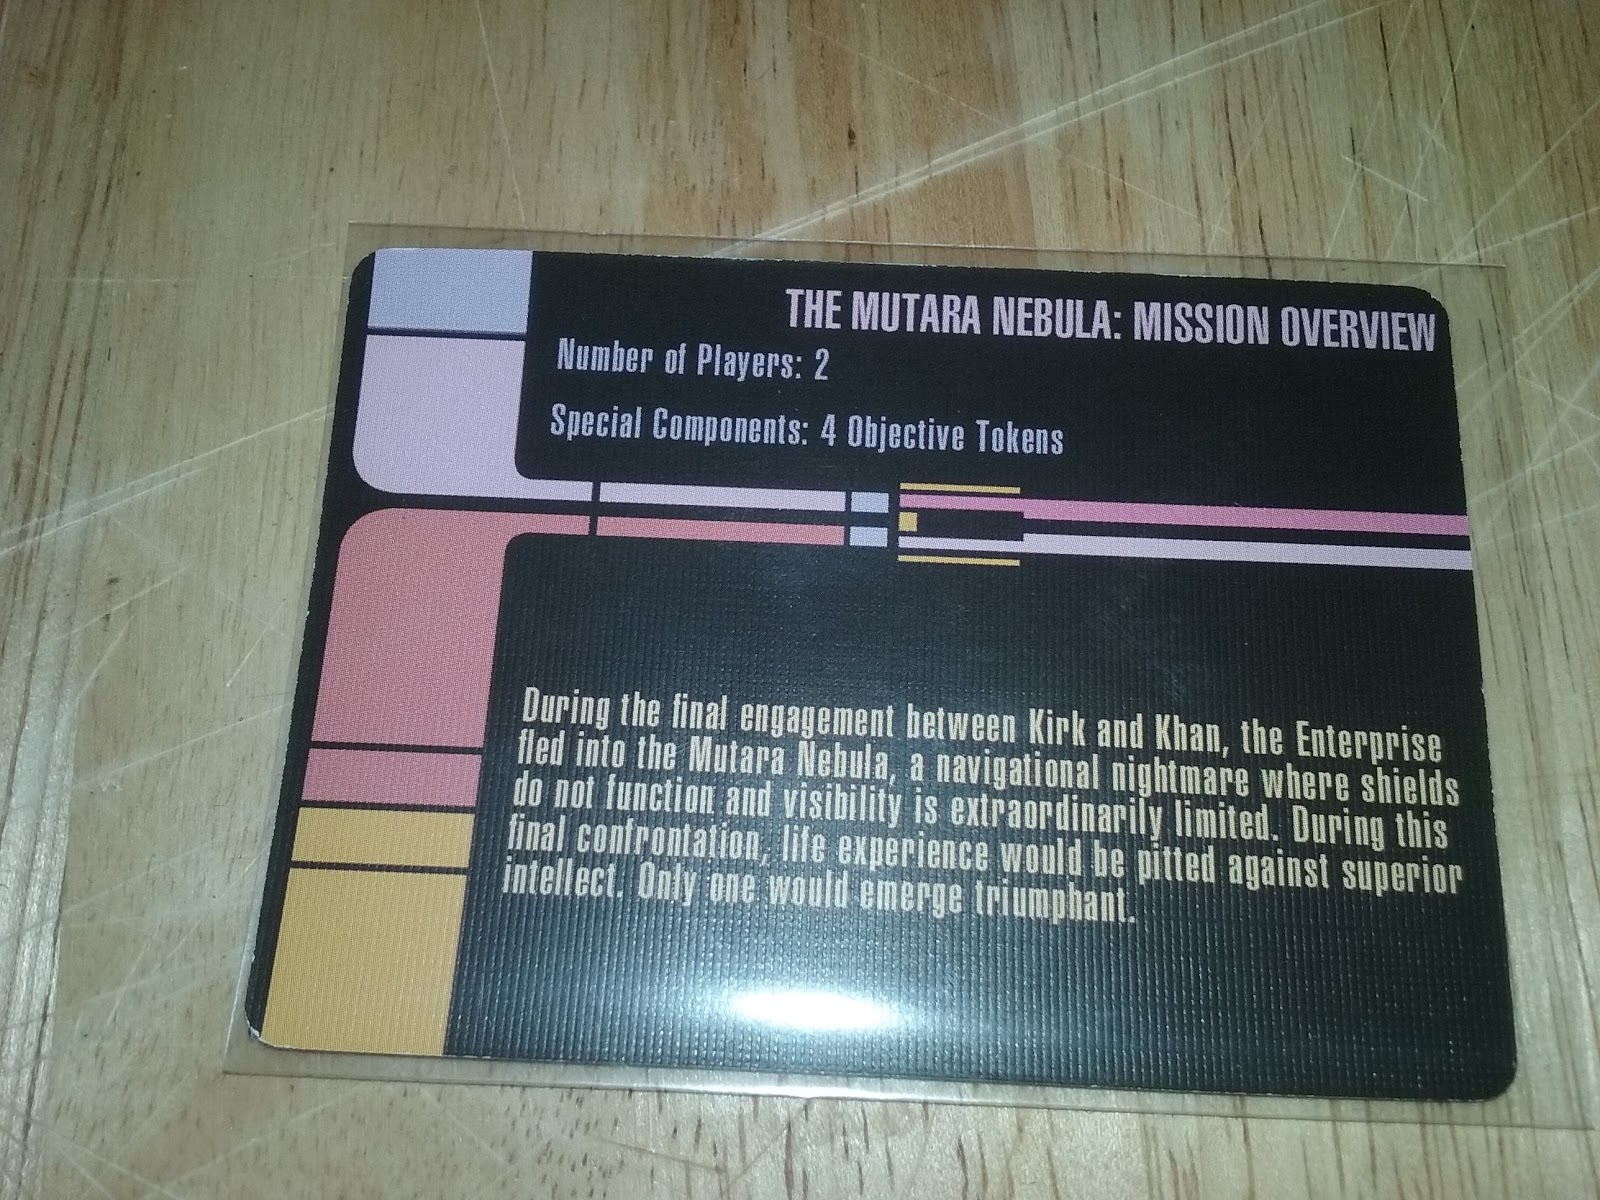 THE MUTARA NEBULA: MISSION OVERVIEW
Number of Players: 2
Special Components: 4 Objective Tokens
During the final engagement between Kirk and Khan, the Enterprise
fled into the Mutara Nebula, a navigational nightmare where shields
do not function and visibility is extraordinarily limited. During this
final confrontation, life experience would be pitted against superior
intellect. Only one would emerge triumphant.